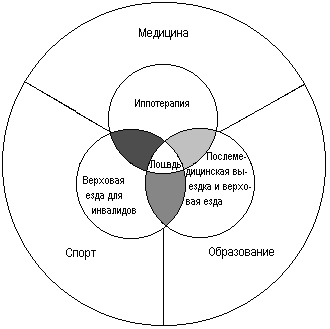 Медицина
Иппотерапия
Лошадь
Верховая
езда для
инвалидов
Послеме-
дицинская вы-
ездка и верхо-
вая езда
Спорт
Образование